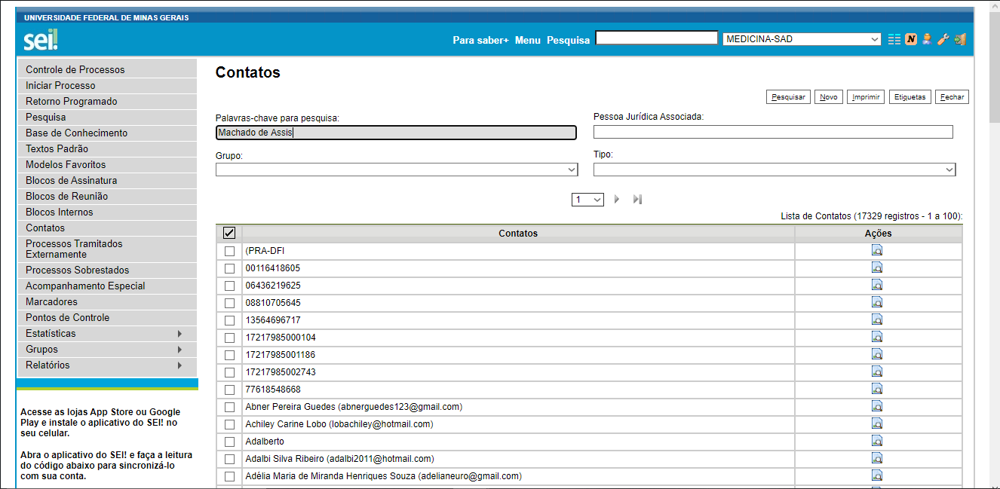 UNIVERSIDADE FEDERAL DE MINAS GERAIS
sei!
Para saber+ Menu Pesquisa
MEDICINA-SAD
N
Controle de Processos
Iniciar Processo
Retorno Programado
Pesquisa
Base de Conhecimento
Textos Padrão
Modelos Favoritos
Blocos de Assinatura
Blocos de Reunião
Blocos Internos
Contatos
Processos Tramitados
Externamente
Processos Sobrestados
Acompanhamento Especial
Marcadores
Pontos de Controle
Estatísticas
Grupos
Relatórios
Acesse as lojas App Store ou Google
Play e instale o aplicativo do SEI! no
seu celular.
Abra o aplicativo do SEI! e faça a leitura
do código abaixo para sincronizá-lo
com sua conta.
Contatos
Pesquisar Novo Imprimir Etiquetas Fechar
Palavras-chave para pesquisa:
Machado de Assis
Pessoa Jurídica Associada:
Grupo:
Tipo:
1
Lista de Contatos (17329 registros - 1 a 100):
Contatos Ações
(PRA-DFI
00116418605
06436219625
08810705645
13564696717
17217985000104
17217985001186
17217985002743
77618548668
Abner Pereira Guedes (abnerguedes123@gmail.com)
Achiley Carine Lobo (lobachiley@hotmail.com)
Adalberto
Adalbi Silva Ribeiro (adalbi2011@hotmail.com)
Adélia Maria de Miranda Henriques Souza (adelianeuro@gmail.com)